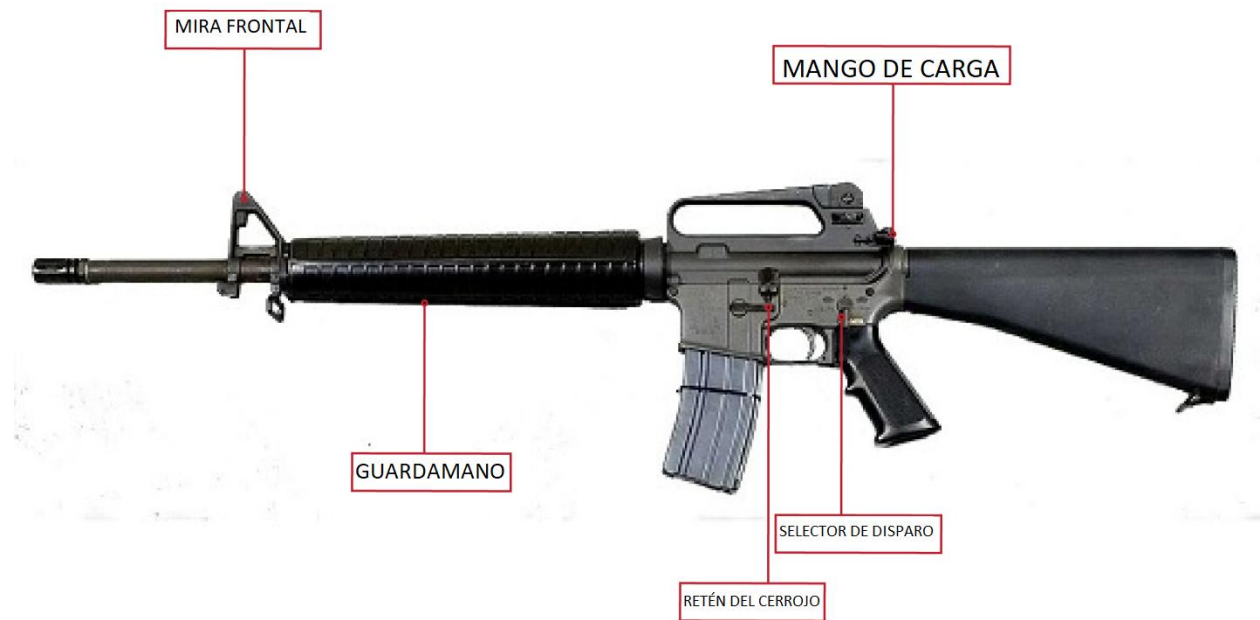 MIRA FRONTAL
MANGO DE CARGA
GUARDAMANO
SELECTOR DE DISPARO
RETÉN DEL CERROJO